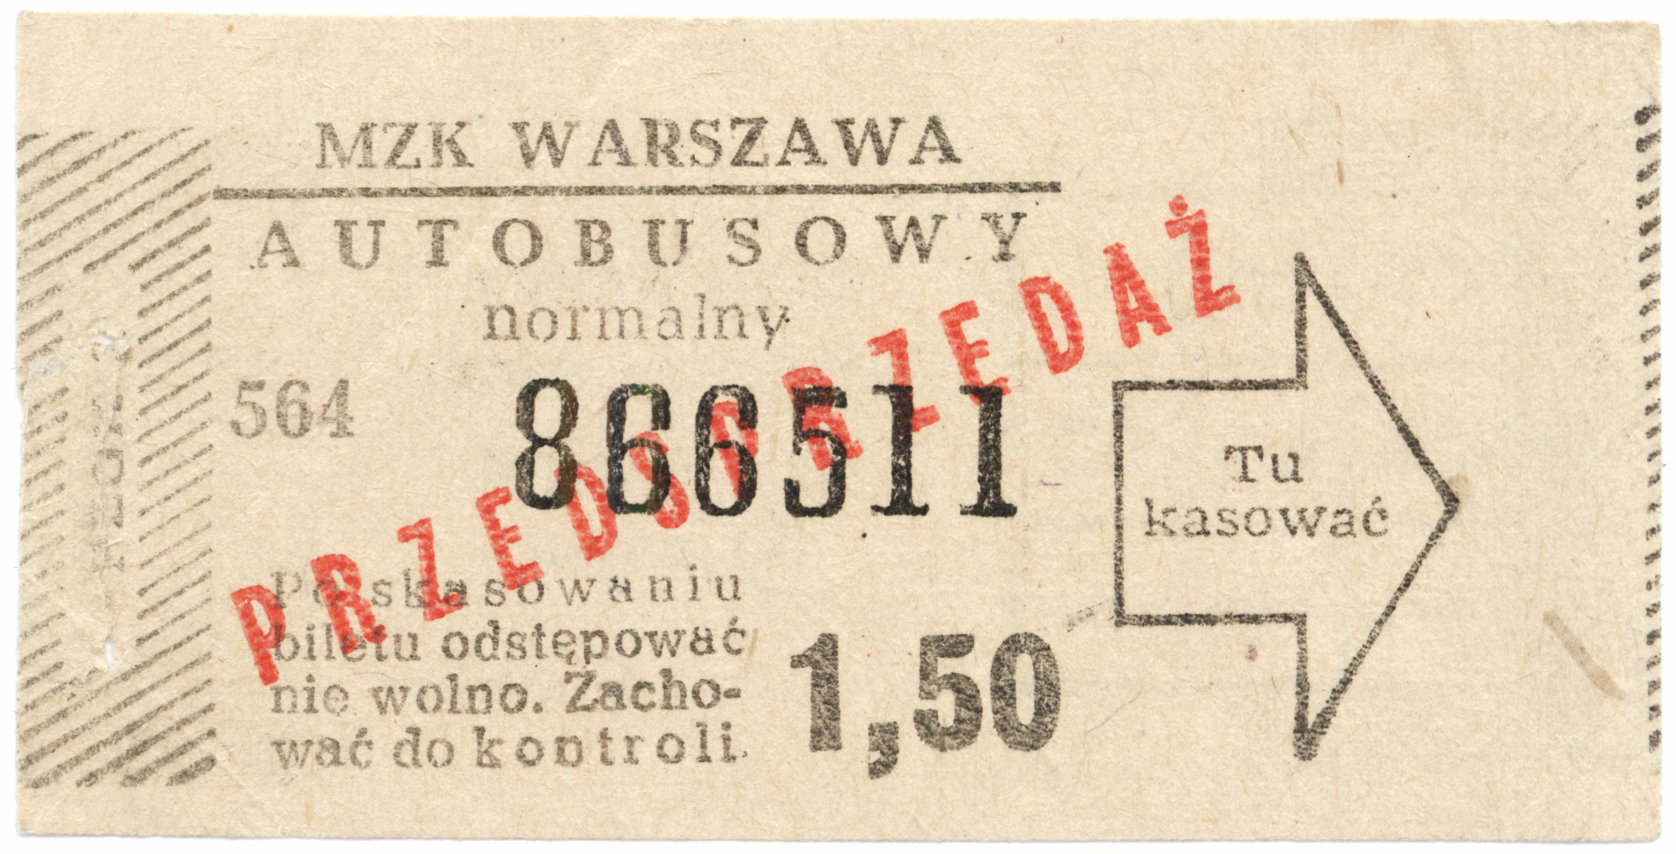 MZK WARSZAWA
AUTOBUSOWY
normalny
564 866511
PRZEDSPRZEDAŻ
Po skasowaniu
biletu odstępować
nie wolno. Zacho-
wać do kontroli.
1,50
Tu
kasować